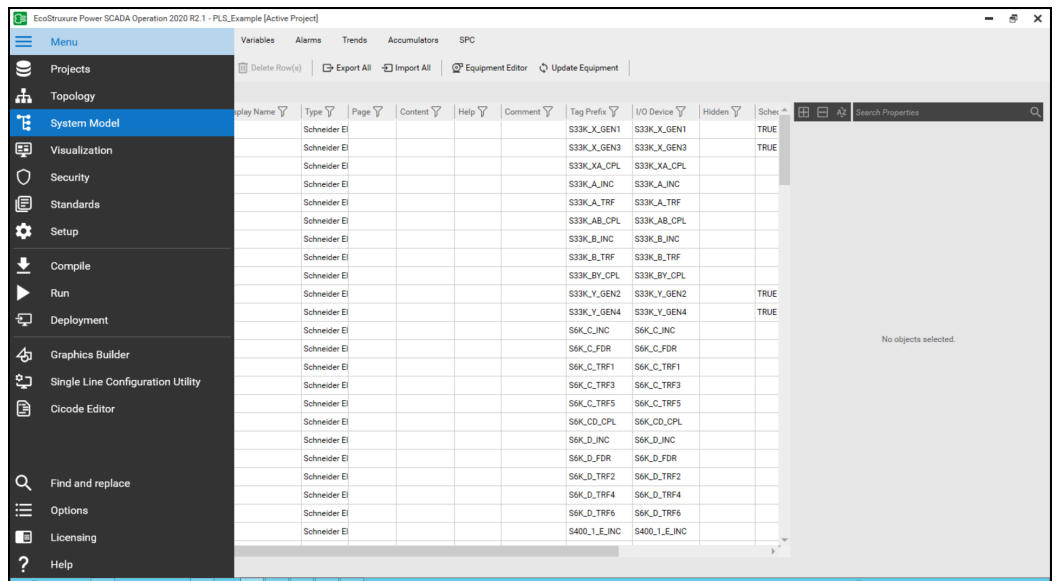 EcoStruxure Power SCADA Operation 2020 R2.1 - PLS_Example [Active Project]
Menu
Variables Alarms Trends Accumulators SPC
Projects
Delete Row(s) Export All Import All Equipment Editor Update Equipment
Topology
System Model
Visualization
Security
Standards
Setup
Compile
Run
Deployment
Graphics Builder
Single Line Configuration Utility
Cicode Editor
Find and replace
Options
Licensing
Help
splay Name Type Page Content Help Comment Tag Prefix I/O Device Hidden Sched
Schneider El S33K_X_GEN1 S33K_X_GEN1 TRUE
Schneider El S33K_X_GEN3 S33K_X_GEN3 TRUE
Schneider El S33K_XA_CPL S33K_XA_CPL
Schneider El S33K_A_INC S33K_A_INC
Schneider El S33K_A_TRF S33K_A_TRF
Schneider El S33K_AB_CPL S33K_AB_CPL
Schneider El S33K_B_INC S33K_B_INC
Schneider El S33K_B_TRF S33K_B_TRF
Schneider El S33K_BY_CPL S33K_BY_CPL
Schneider El S33K_Y_GEN2 S33K_Y_GEN2 TRUE
Schneider El S33K_Y_GEN4 S33K_Y_GEN4 TRUE
Schneider El S6K_C_INC S6K_C_INC
Schneider El S6K_C_FDR S6K_C_FDR
Schneider El S6K_C_TRF1 S6K_C_TRF1
Schneider El S6K_C_TRF3 S6K_C_TRF3
Schneider El S6K_C_TRF5 S6K_C_TRF5
Schneider El S6K_CD_CPL S6K_CD_CPL
Schneider El S6K_D_INC S6K_D_INC
Schneider El S6K_D_FDR S6K_D_FDR
Schneider El S6K_D_TRF2 S6K_D_TRF2
Schneider El S6K_D_TRF4 S6K_D_TRF4
Schneider El S6K_D_TRF6 S6K_D_TRF6
Schneider El S400_1_E_INC S400_1_E_INC
Search Properties
No objects selected.